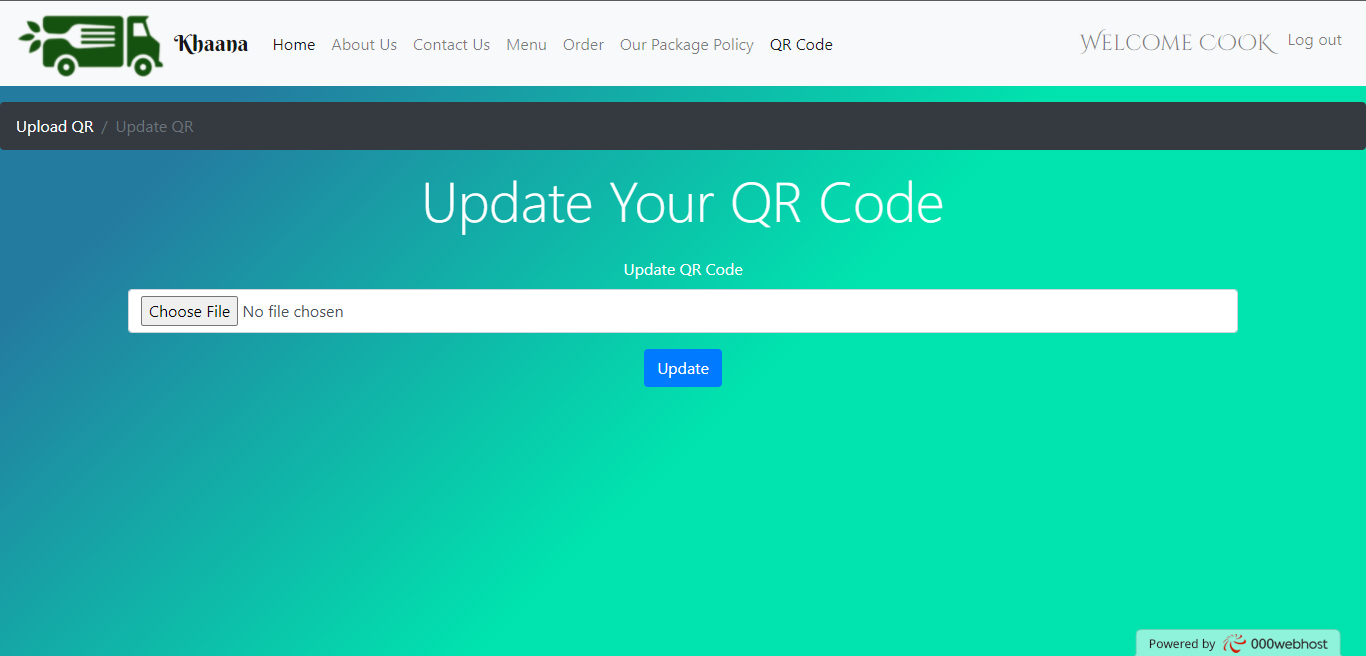 Khaana Home About Us Contact Us Menu Order Our Package Policy QR Code Welcome Cook Log out
Upload QR / Update QR
Update Your QR Code
Update QR Code
Choose File No file chosen
Update
Powered by 000webhost